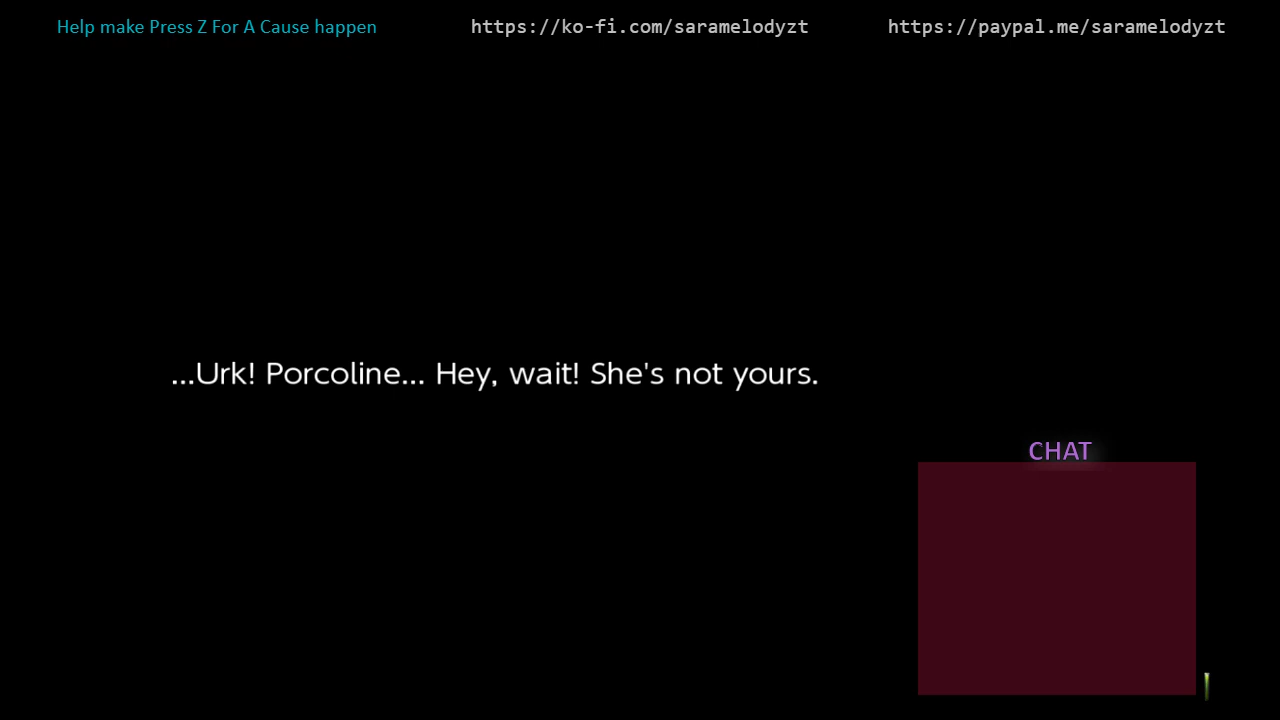 Help make Press Z For A Cause happen
https://ko-fi.com/saramelodyzt
https://paypal.me/saramelodyzt
...Urk! Porcoline... Hey, wait! She's not yours.
CHAT